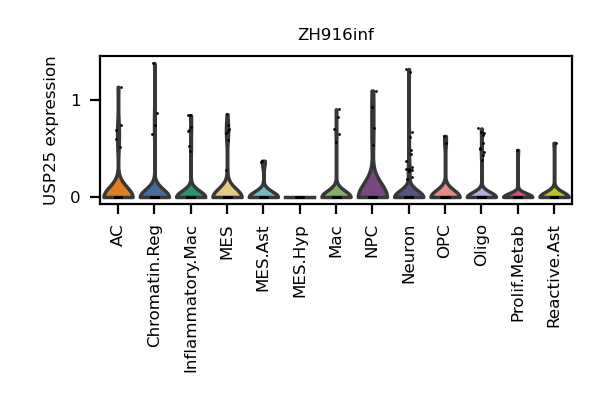 ZH916inf
USP25 expression
1
0
AC
Chromatin.Reg
Inflammatory.Mac
MES
MES.Ast
MES.Hyp
Mac
NPC
Neuron
OPC
Oligo
Prolif.Metab
Reactive.Ast